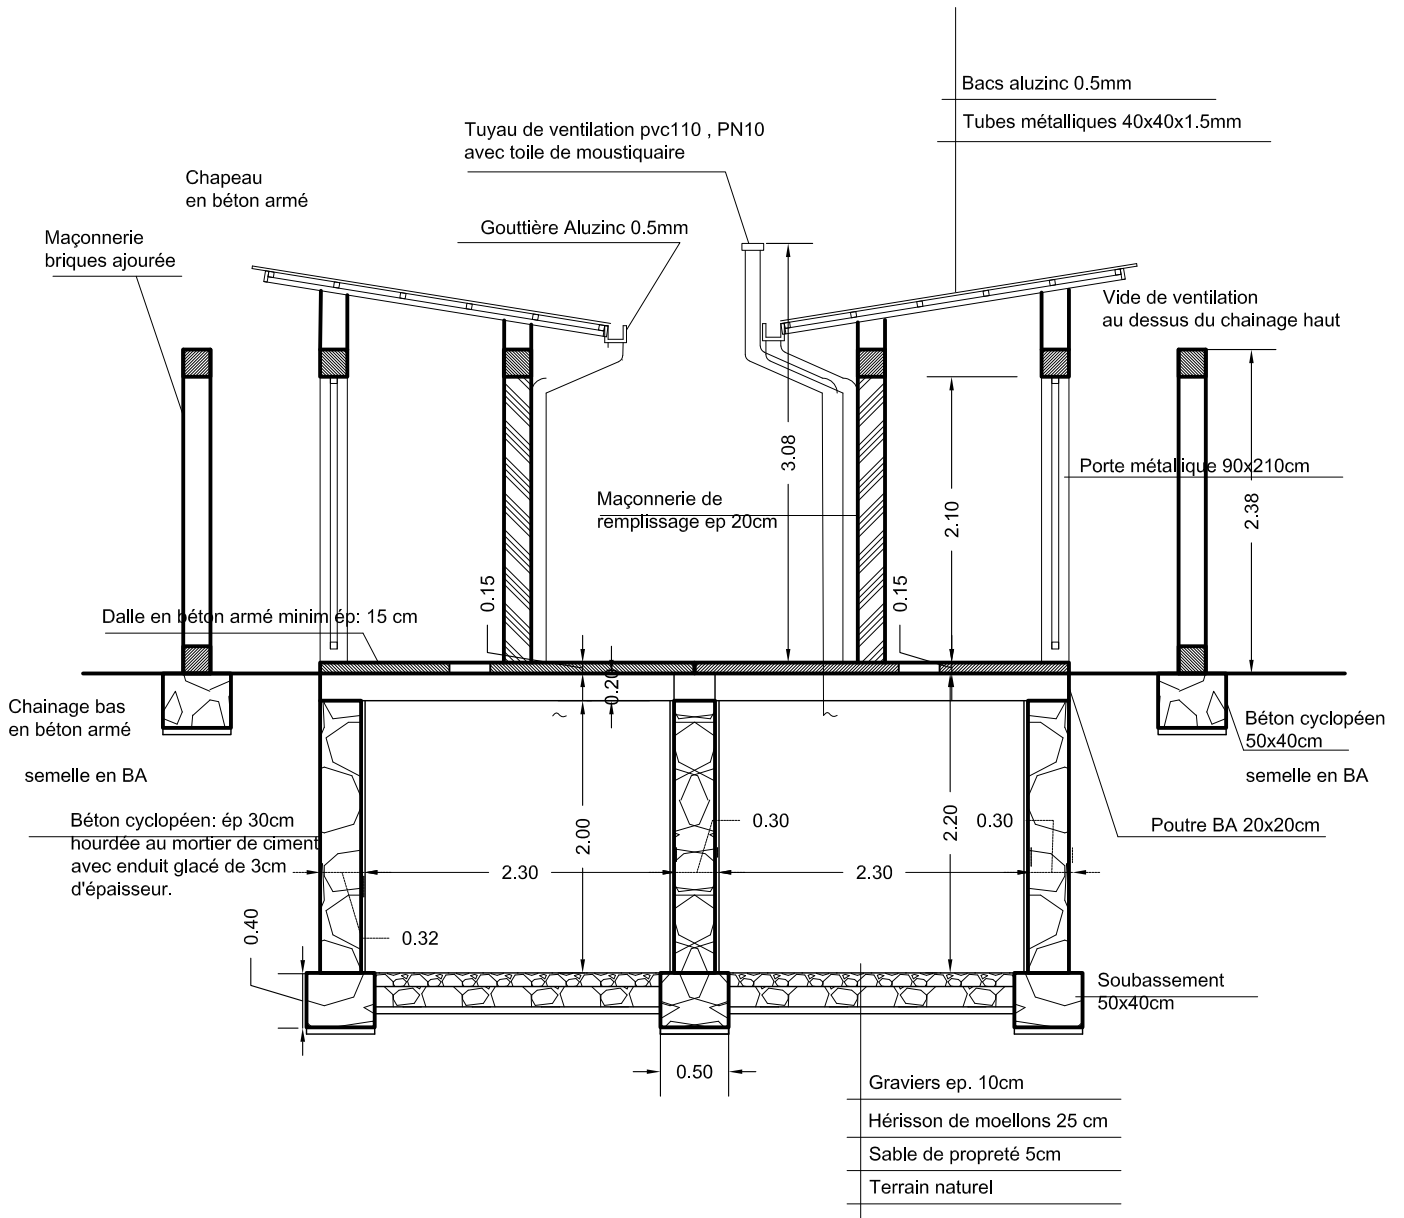 Bacs aluzinc 0.5mm
Tubes métalliques 40x40x1.5mm
Tuyau de ventilation pvc110 , PN10
avec toile de moustiquaire
Chapeau
en béton armé
Gouttière Aluzinc 0.5mm
Maçonnerie
briques ajourée
Vide de ventilation
au dessus du chainage haut
3.08
Porte métallique 90x210cm
Maçonnerie de
remplissage ep 20cm
2.10
2.38
0.15
0.15
Dalle en béton armé minim ép: 15 cm
0.20
Chainage bas
en béton armé
Béton cyclopéen
50x40cm
semelle en BA
semelle en BA
Béton cyclopéen: ép 30cm
hourdée au mortier de ciment
avec enduit glacé de 3cm
d'épaisseur.
2.00
0.30
2.20
0.30
Poutre BA 20x20cm
2.30
2.30
0.40
0.32
Soubassement
50x40cm
0.50
Graviers ep. 10cm
Hérisson de moellons 25 cm
Sable de propreté 5cm
Terrain naturel